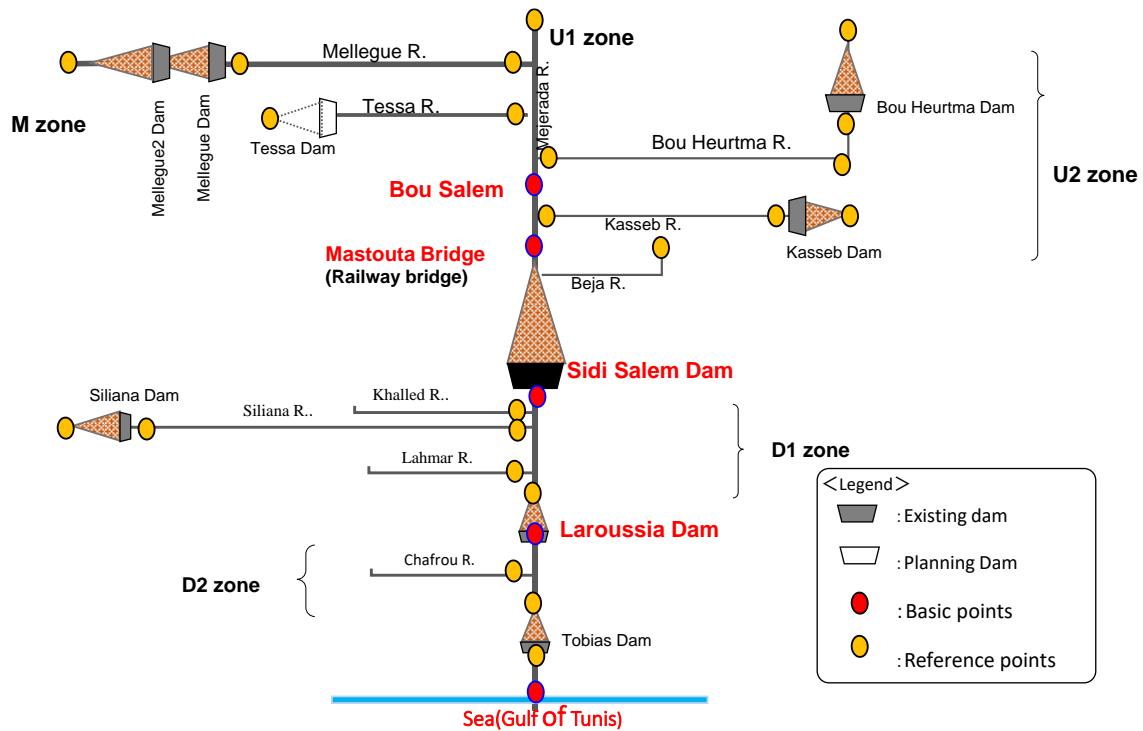 U1 zone
Mellegue R.
Mejerada R.
M zone
Mellegue2 Dam
Mellegue Dam
Tessa R.
Tessa Dam
Bou Heurtma Dam
Bou Heurtma R.
U2 zone
Bou Salem
Kasseb R.
Kasseb Dam
Mastouta Bridge
(Railway bridge)
Beja R.
Sidi Salem Dam
Siliana Dam
Khalled R..
Siliana R..
Lahmar R.
D1 zone
Laroussia Dam
Chafrou R.
D2 zone
Tobias Dam
Sea(Gulf Of Tunis)
<Legend>
:Existing dam
:Planning Dam
:Basic points
:Reference points